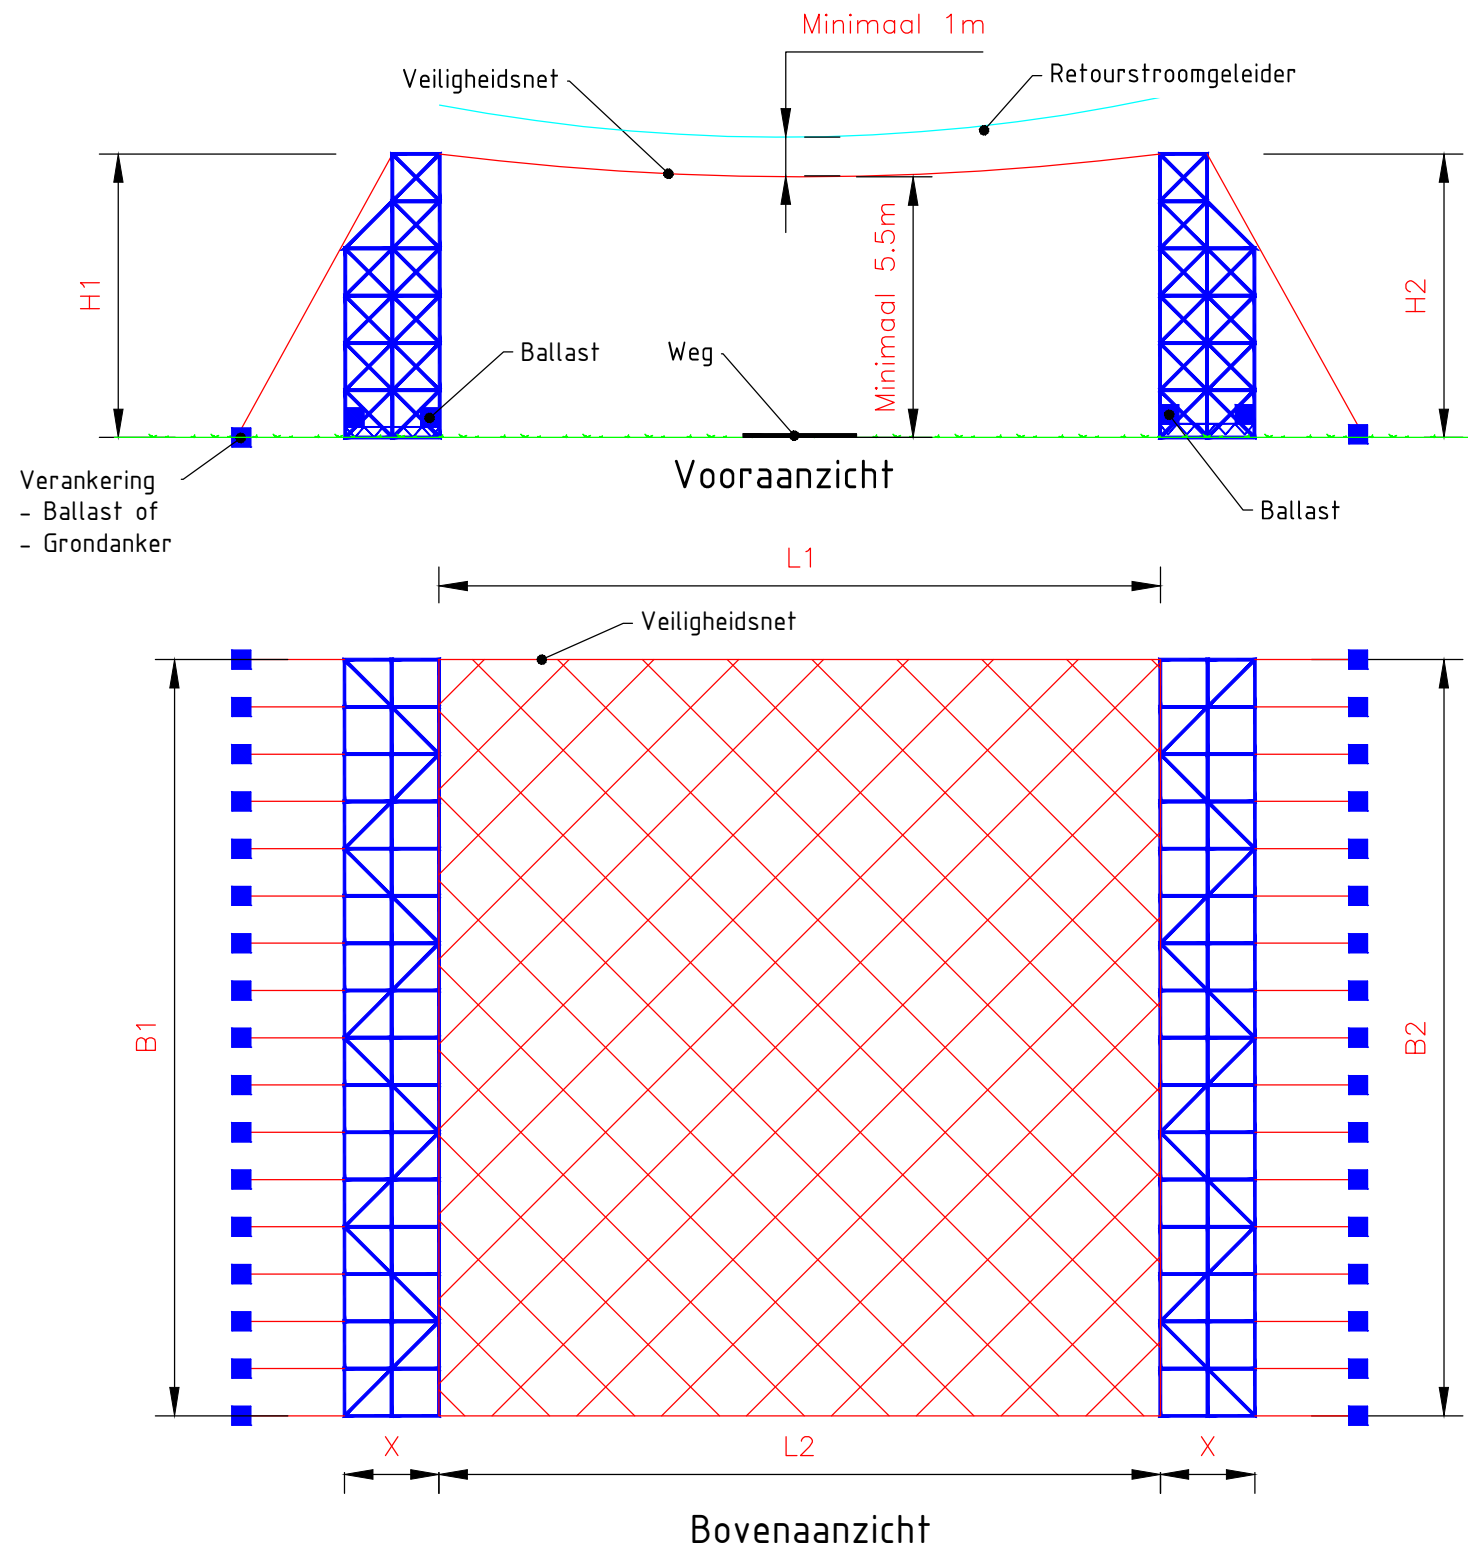 Minimaal 1m
Veiligheidsnet
Retourstroomgeleider
H1
Minimaal 5.5m
H2
Ballast
Weg
Vooraanzicht
Verankering
- Ballast of
- Grondanker
Ballast
L1
Veiligheidsnet
B1
B2
X
L2
X
Bovenaanzicht